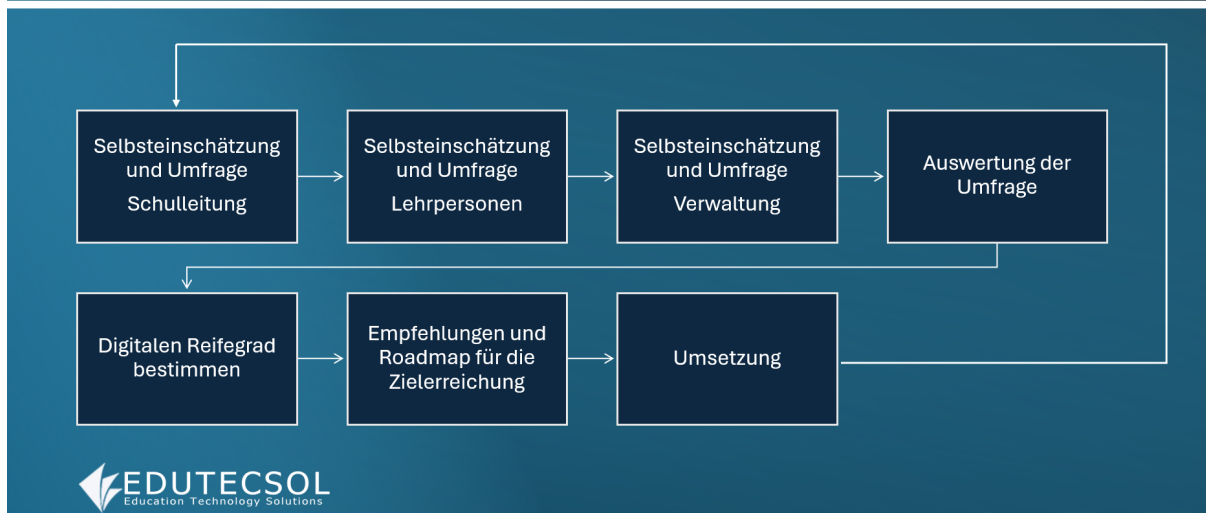 Selbsteinschätzung
und Umfrage
Schulleitung
Selbsteinschätzung
und Umfrage
Lehrpersonen
Selbsteinschätzung
und Umfrage
Verwaltung
Auswertung der
Umfrage
Digitalen Reifegrad
bestimmen
Empfehlungen und
Roadmap für die
Zielerreichung
Umsetzung
EDUTECSOL
Education Technology Solutions